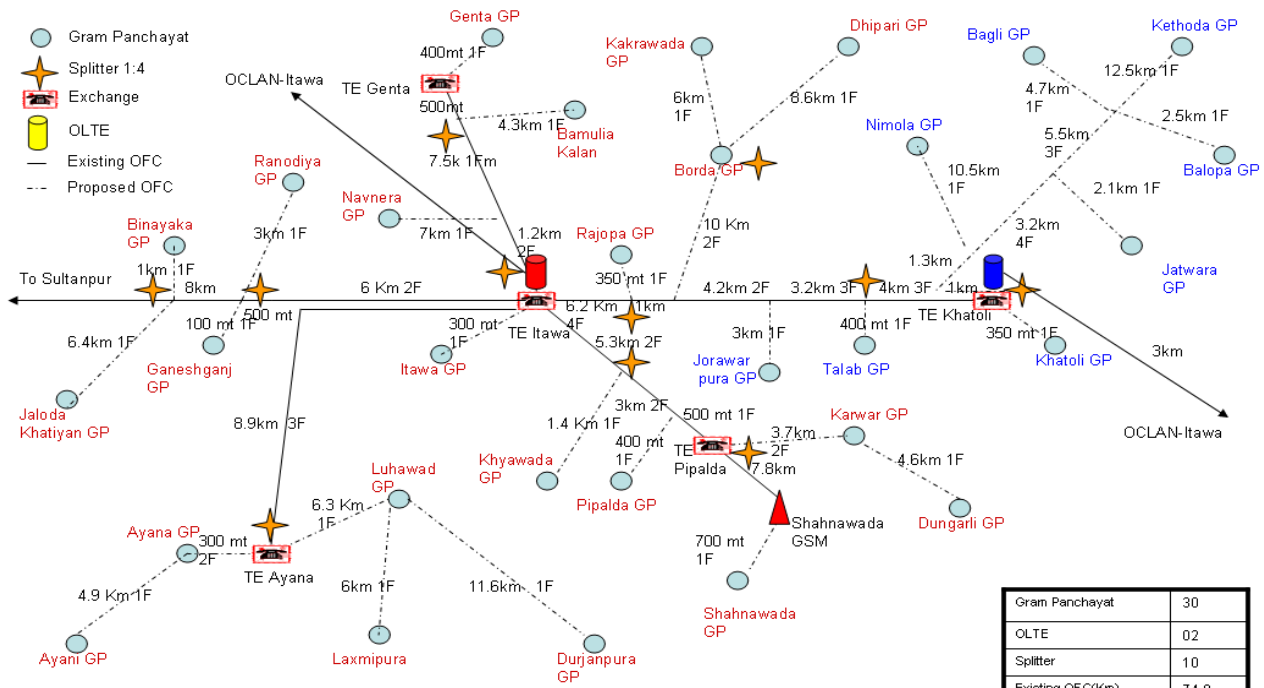 Gram Panchayat
Splitter 1:4
Exchange
OLTE
Existing OFC
Proposed OFC
OCLAN-Itawa
Genta GP
400mt 1F
TE Genta
500mt
4.3km 1F
Bamulia
Kalan
7.5k 1Fm
Kakrawada
GP
Dhipari GP
6km
1F
8.6km 1F
Borda GP
10 Km
2F
Bagli GP
Kethoda GP
12.5km 1F
4.7km
1F
2.5km 1F
5.5km
3F
Balopa GP
Nimola GP
10.5km
1F
2.1km 1F
Jatwara
GP
3.2km
4F
1.3km
Ranodiya
GP
Navnera
GP
7km 1F
1.2km
2F
Rajopa GP
350 mt 1F
Binayaka
GP
3km 1F
1km 1F
8km
To Sultanpur
6 Km 2F
6.2 Km
4F
1km
4.2km 2F
3.2km 3F
4km 3F
1km
TE Khatoli
500 mt
100 mt 1F
6.4km 1F
Ganeshganj
GP
Jaloda
Khatiyan GP
300 mt
1F
TE Itawa
Itawa GP
5.3km 2F
3km 1F
Jorawar
pura GP
400 mt 1F
Talab GP
350 mt 1F
Khatoli GP
3km
OCLAN-Itawa
8.9km 3F
1.4 Km 1F
3km 2F
500 mt 1F
Khyawada
GP
400 mt
1F
Pipalda GP
TE
Pipalda
3.7km
2F
7.8km
Karwar GP
4.6km 1F
Dungarli GP
Shahnawada
GSM
700 mt
1F
Shahnawada
GP
Luhawad
GP
6.3 Km
1F
Ayana GP
300 mt
2F
TE Ayana
4.9 Km 1F
Ayani GP
6km 1F
Laxmipura
11.6km 1F
Durjanpura
GP
Gram Panchayat 30
OLTE 02
Splitter 10
Existing OFC(Km) 74.9